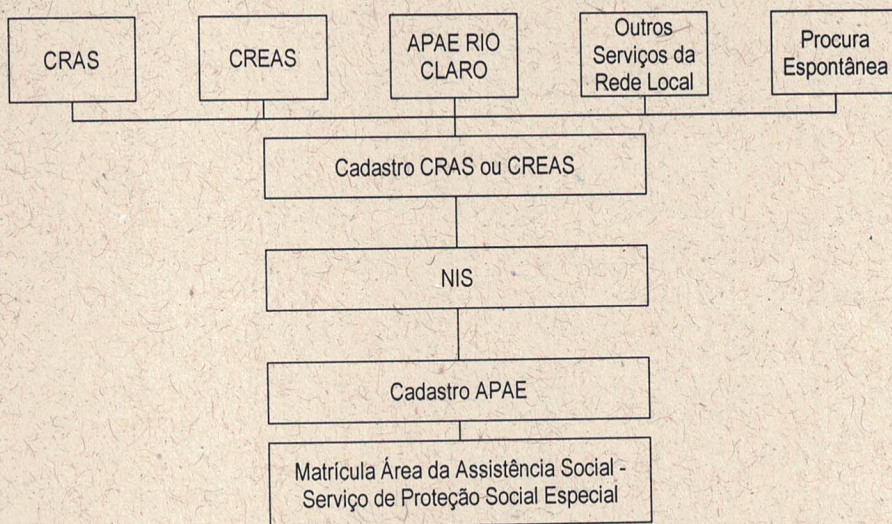 CRAS
CREAS
APAE RIO
CLARO
Outros
Serviços da
Rede Local
Procura
Espontânea
Cadastro CRAS ou CREAS
NIS
Cadastro APAE
Matrícula Área da Assistência Social -
Serviço de Proteção Social Especial